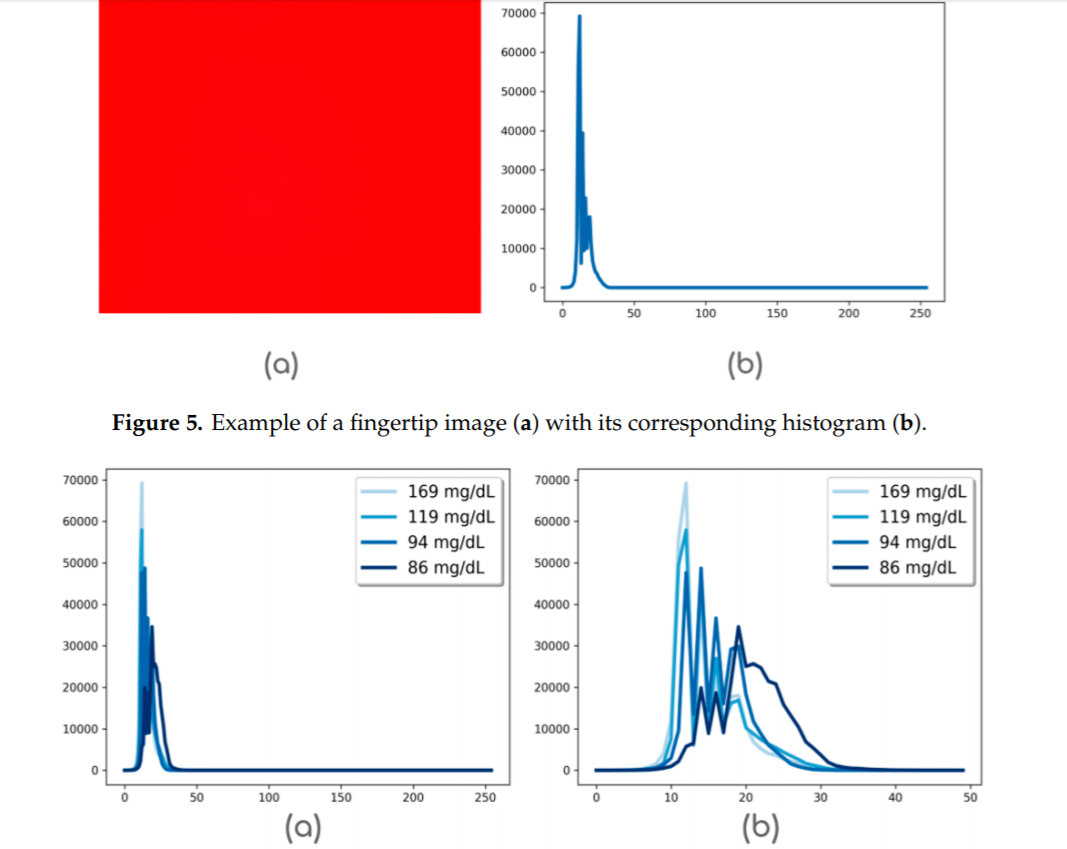 70000
60000
50000
40000
30000
20000
10000
0
0 50 100 150 200 250
(a) (b)
Figure 5. Example of a fingertip image (a) with its corresponding histogram (b).
70000
60000
50000
40000
30000
20000
10000
0
0 50 100 150 200 250
169 mg/dL
119 mg/dL
94 mg/dL
86 mg/dL
(a)
70000
60000
50000
40000
30000
20000
10000
0
0 10 20 30 40 50
169 mg/dL
119 mg/dL
94 mg/dL
86 mg/dL
(b)